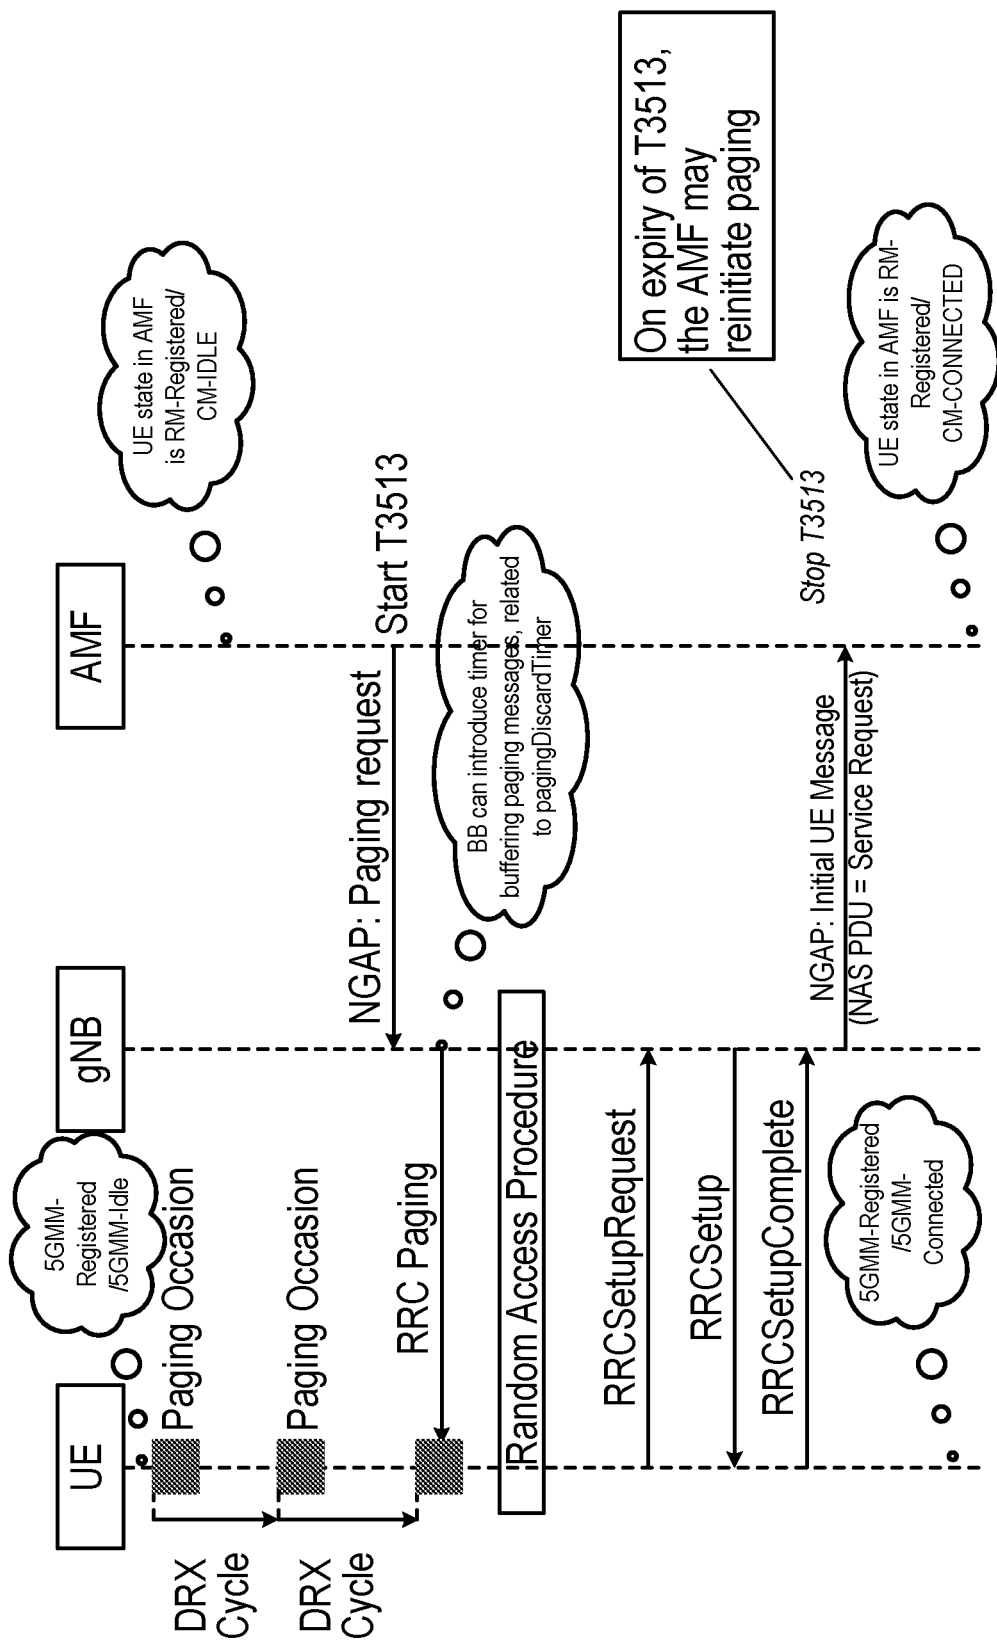 UE
gNB
AMF
5GMM-
Registered
/5GMM-Idle
UE state in AMF
is RM-Registered/
CM-IDLE
DRX
Cycle
Paging Occasion
DRX
Cycle
Paging Occasion
NGAP: Paging request
Start T3513
RRC Paging
BB can introduce timer for
buffering paging messages, related
to pagingDiscardTimer
Random Access Procedure
RRCSetupRequest
RRCSetup
RRCSetupComplete
On expiry of T3513,
the AMF may
reinitiate paging
Stop T3513
NGAP: Initial UE Message
(NAS PDU = Service Request)
5GMM-Registered
/5GMM-
Connected
UE state in AMF is RM-
Registered/
CM-CONNECTED